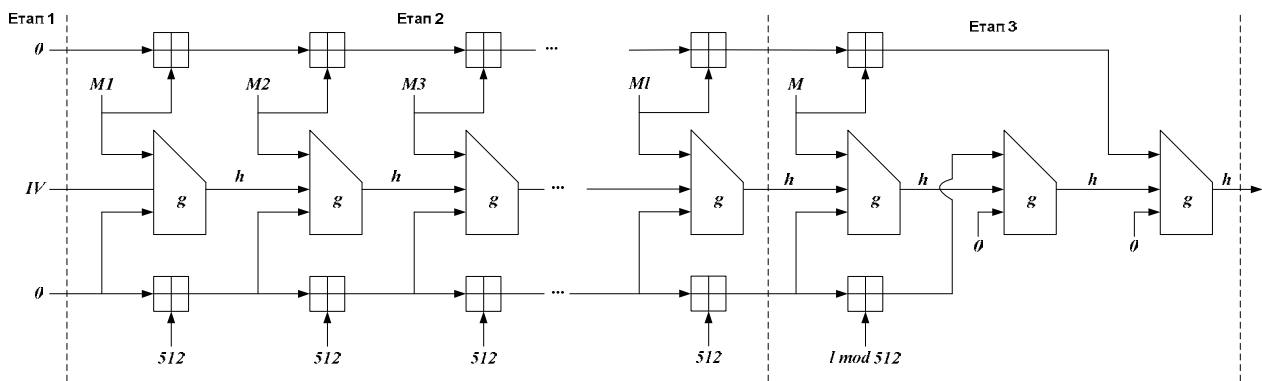 Етап 1 Етап 2 Етап 3
0 ...
M1 M2 M3 Ml M
IV h h ... h h h h
g g g g g g g
0 0
0 ...
512 512 512 512 l mod 512